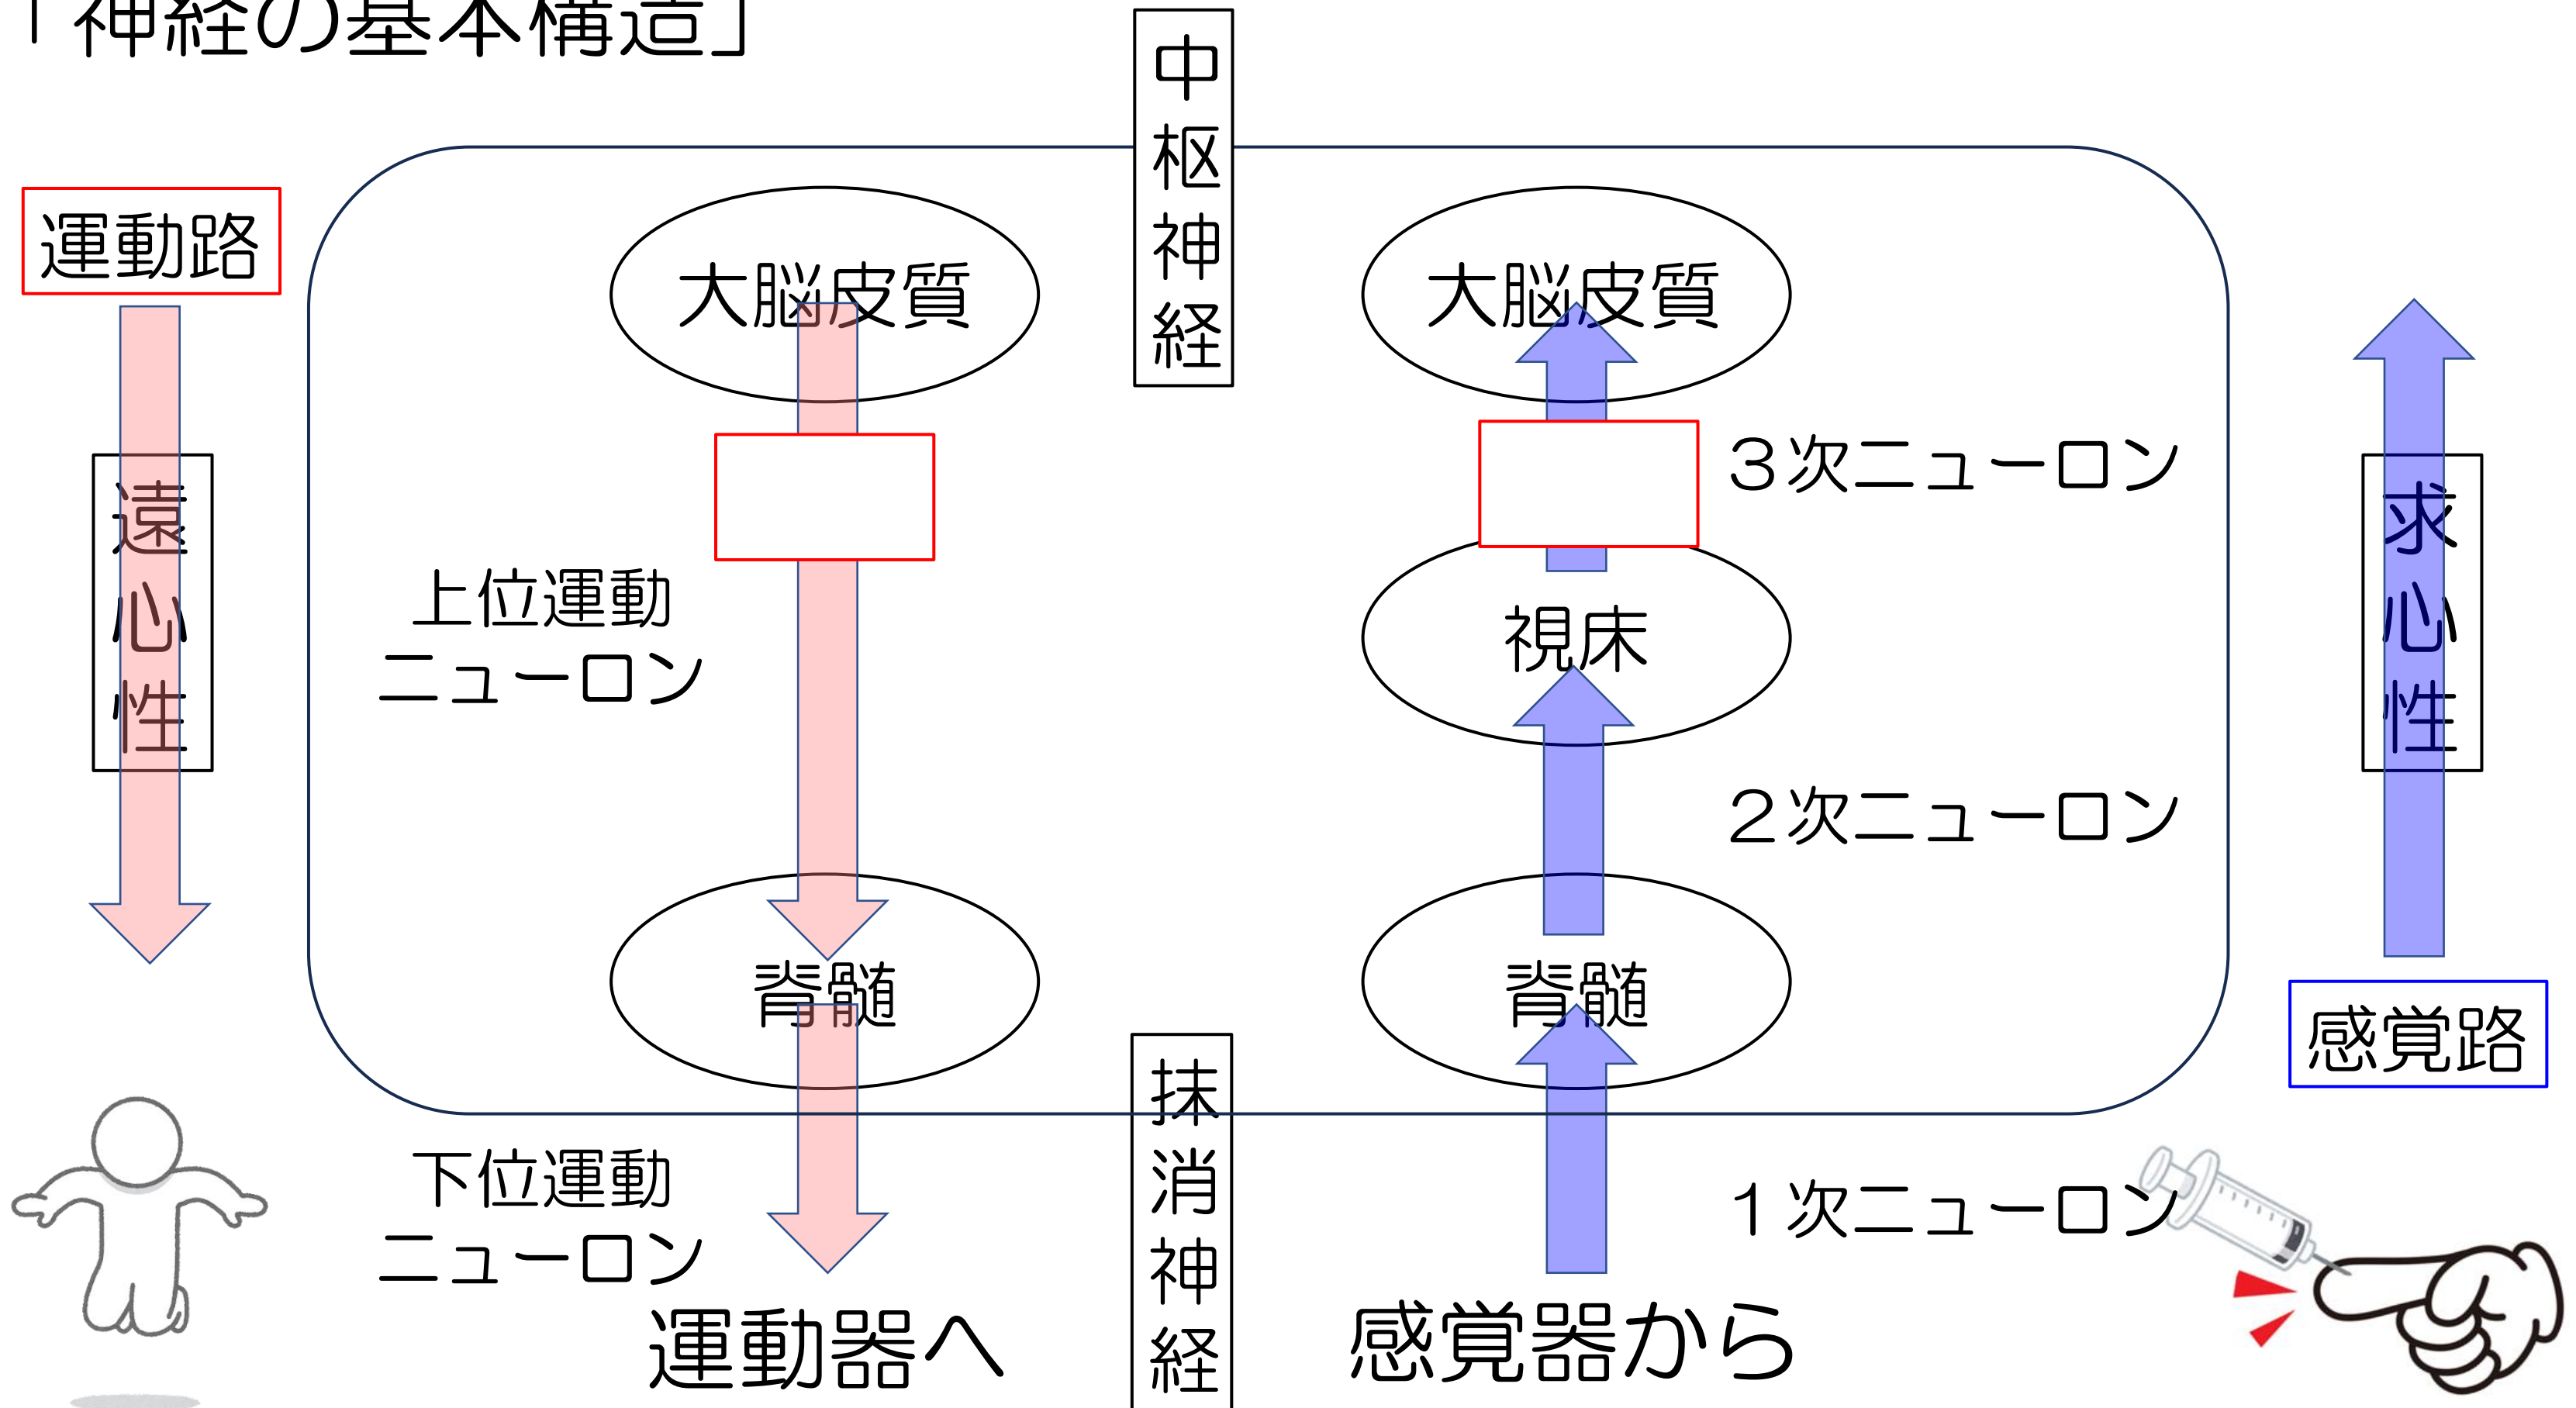 「神経の基本構造」
中枢神経
運動路
大脳皮質
大脳皮質
3次ニューロン
遠心性
求心性
上位運動
ニューロン
視床
2次ニューロン
脊髄
脊髄
感覚路
抹消神経
下位運動
ニューロン
1次ニューロン
運動器へ
感覚器から